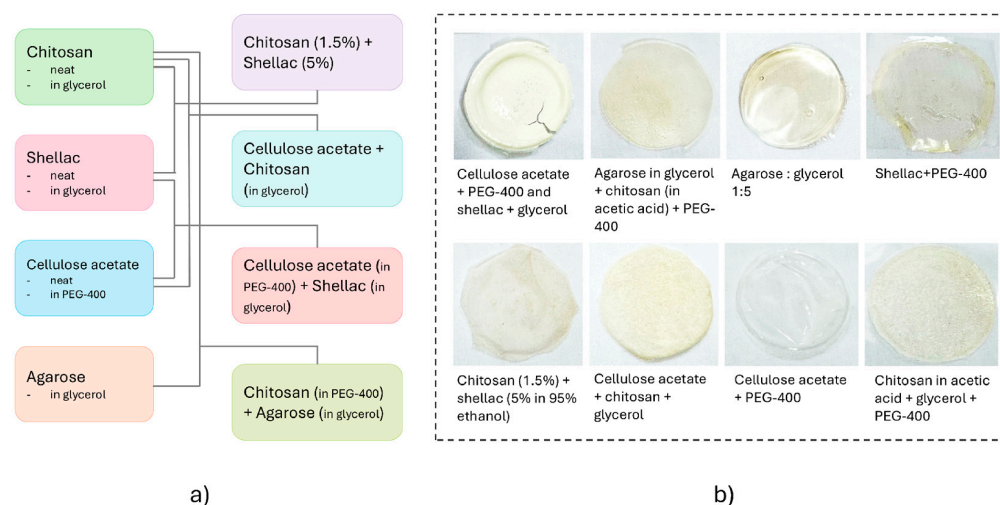 Chitosan
- neat
- in glycerol
Shellac
- neat
- in glycerol
Cellulose acetate
- neat
- in PEG-400
Agarose
- in glycerol
Chitosan (1.5%) +
Shellac (5%)
Cellulose acetate +
Chitosan
(in glycerol)
Cellulose acetate (in
PEG-400) + Shellac (in
glycerol)
Chitosan (in PEG-400)
+ Agarose (in glycerol)
a)
Cellulose acetate
+ PEG-400 and
shellac + glycerol
Agarose in glycerol
+ chitosan (in
acetic acid) + PEG-
400
Agarose : glycerol
1:5
Shellac+PEG-400
Chitosan (1.5%) +
shellac (5% in 95%
ethanol)
Cellulose acetate
+ chitosan +
glycerol
Cellulose acetate
+ PEG-400
Chitosan in acetic
acid + glycerol +
PEG-400
b)